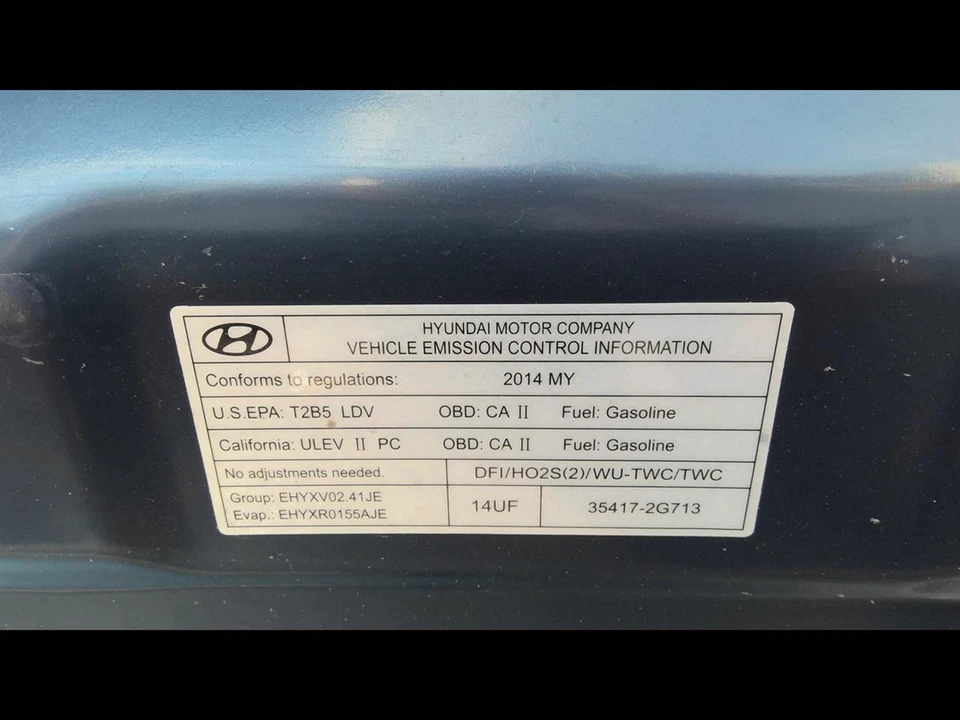 HYUNDAI MOTOR COMPANY
VEHICLE EMISSION CONTROL INFORMATION
Conforms to regulations: 2014 MY
U.S.EPA: T2B5 LDV OBD: CA II Fuel: Gasoline
California: ULEV II PC OBD: CA II Fuel: Gasoline
No adjustments needed. DFI/HO2S(2)/WU-TWC/TWC
Group: EHYXV02.41JE
Evap.: EHYXR0155AJE
14UF 35417-2G713